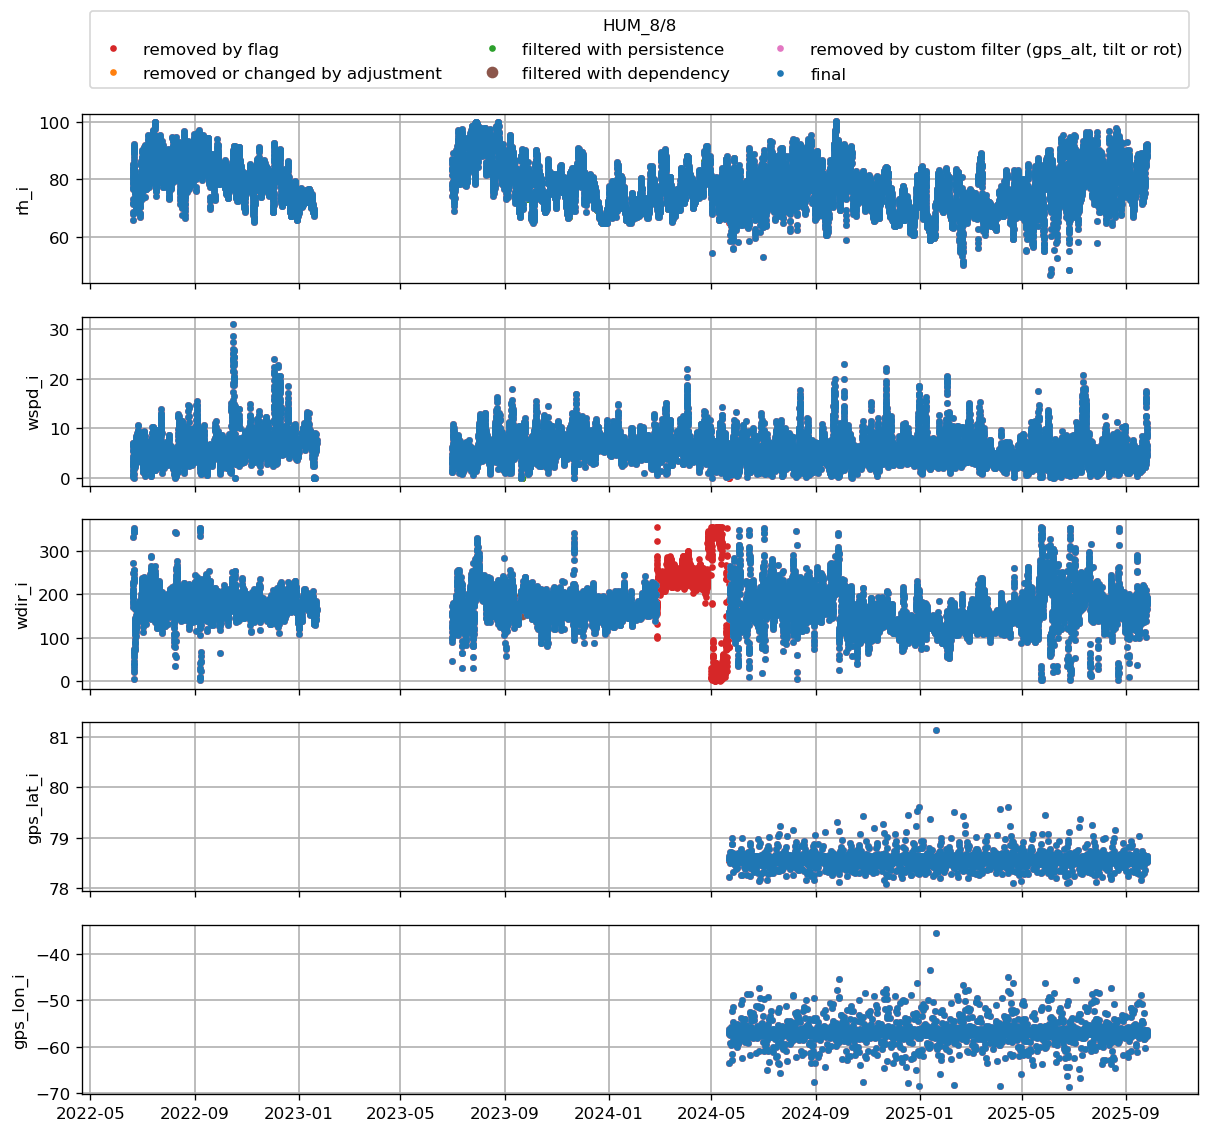 HUM_8/8
removed by flag
filtered with persistence
removed by custom filter (gps_alt, tilt or rot)
removed or changed by adjustment
filtered with dependency
final
100
80
60
rh_i
30
20
10
0
wspd_i
300
200
100
0
wdir_i
81
80
79
78
gps_lat_i
−40
−50
−60
−70
gps_lon_i
2022-05 2022-09 2023-01 2023-05 2023-09 2024-01 2024-05 2024-09 2025-01 2025-05 2025-09